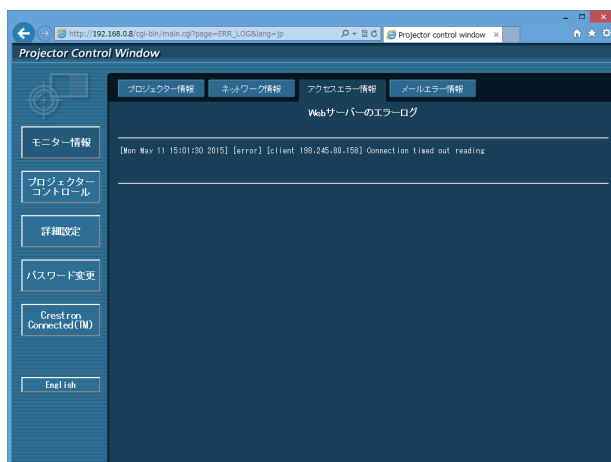 http://192.168.0.8/cgi-bin/main.cgi?page=ERR_LOG&lang=jp
Projector control window
Projector Control Window
プロジェクター情報
ネットワーク情報
アクセスエラー情報
メールエラー情報
Webサーバーのエラーログ
モニター情報
[Mon May 11 15:01:30 2015] [error] [client 198.245.80.158] Connection timed out reading
プロジェクター
コントロール
詳細設定
パスワード変更
Crestron
Connected(TM)
English